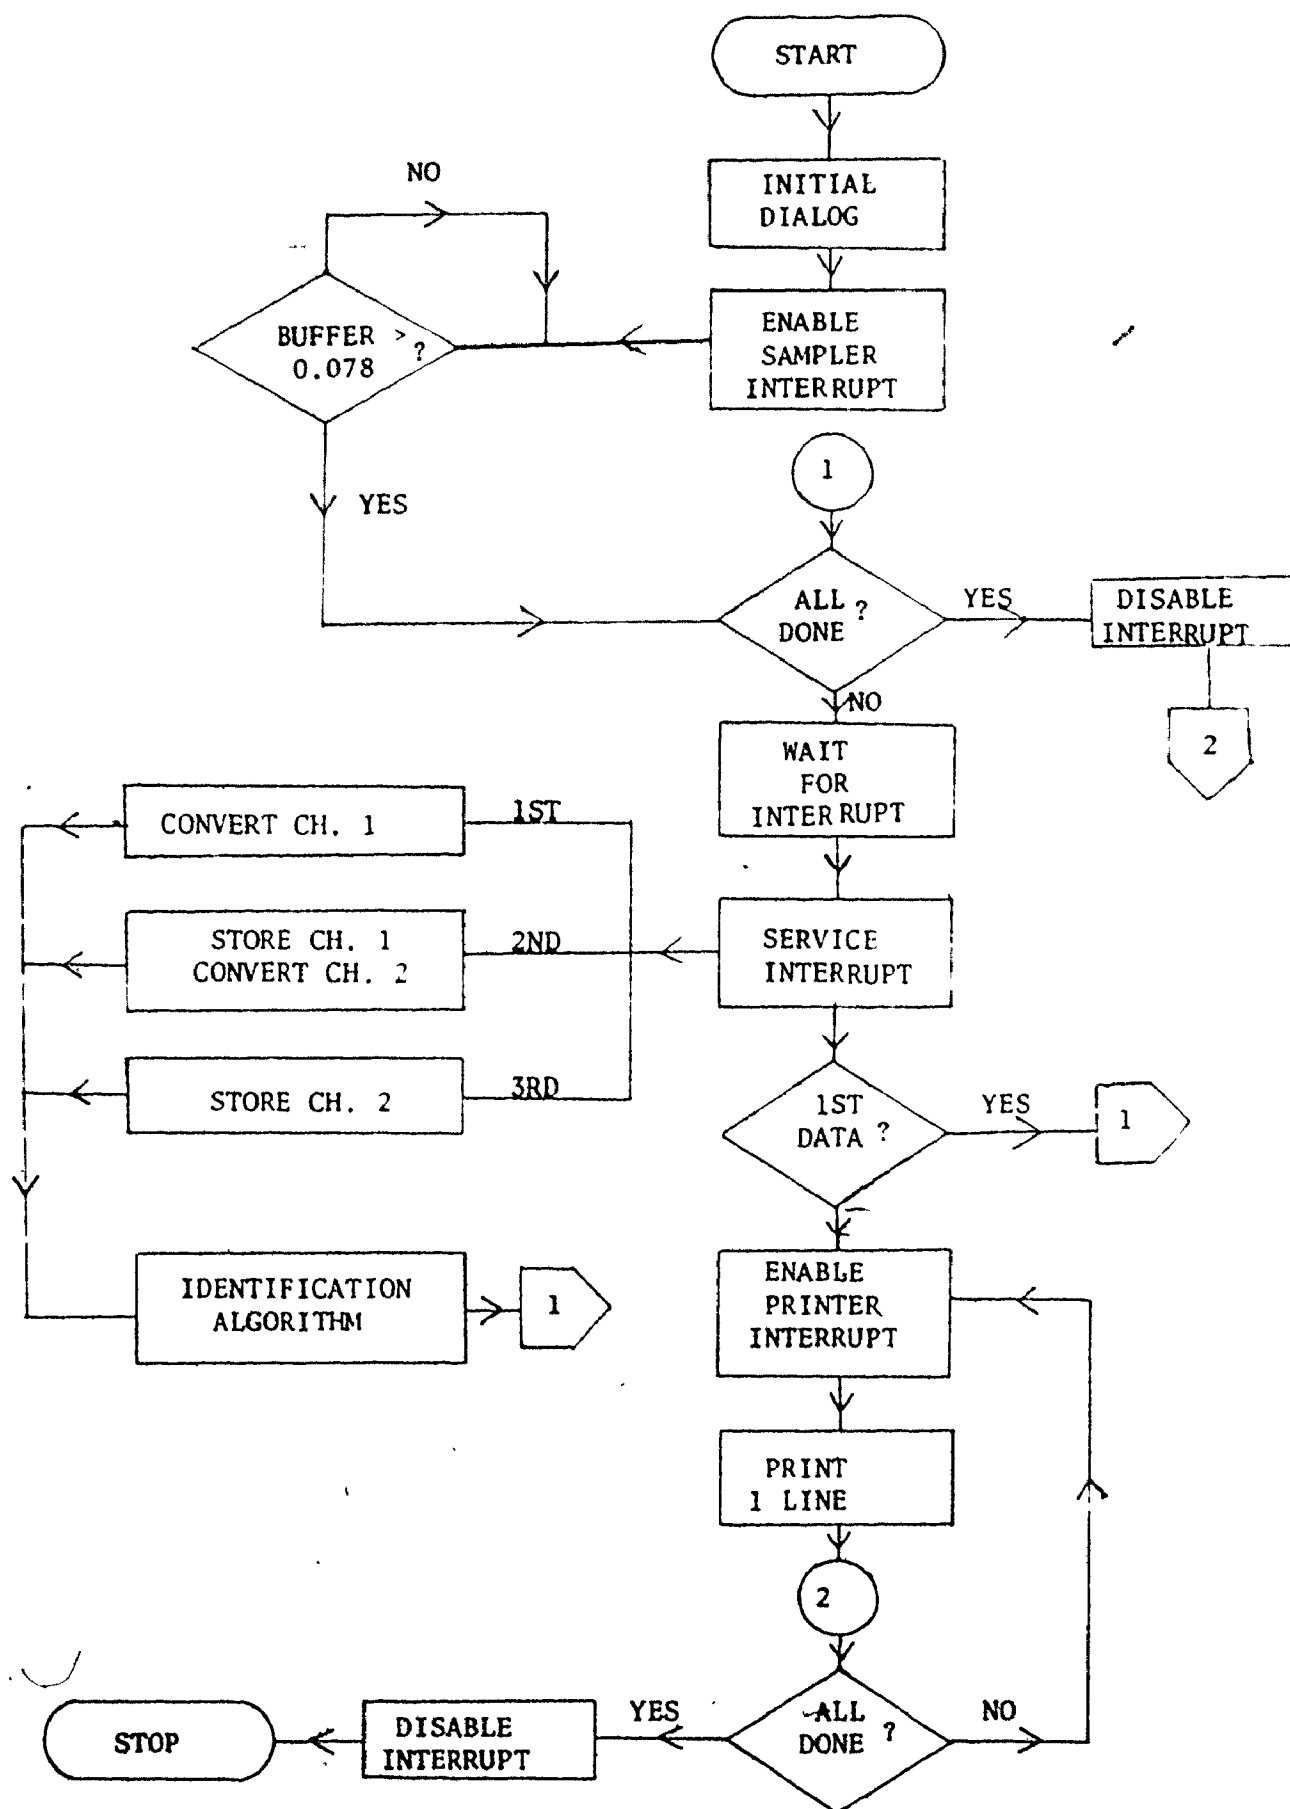 START
INITIAL
DIALOG
NO
ENABLE
SAMPLER
INTERRUPT
BUFFER > ?
0.078
YES
1
ALL ?
DONE
YES
DISABLE
INTERRUPT
2
NO
WAIT
FOR
INTERRUPT
CONVERT CH. 1
1ST
STORE CH. 1
CONVERT CH. 2
2ND
SERVICE
INTERRUPT
STORE CH. 2
3RD
1ST
DATA ?
YES
1
IDENTIFICATION
ALGORITHM
1
ENABLE
PRINTER
INTERRUPT
PRINT
1 LINE
2
ALL ?
DONE
NO
YES
DISABLE
INTERRUPT
STOP